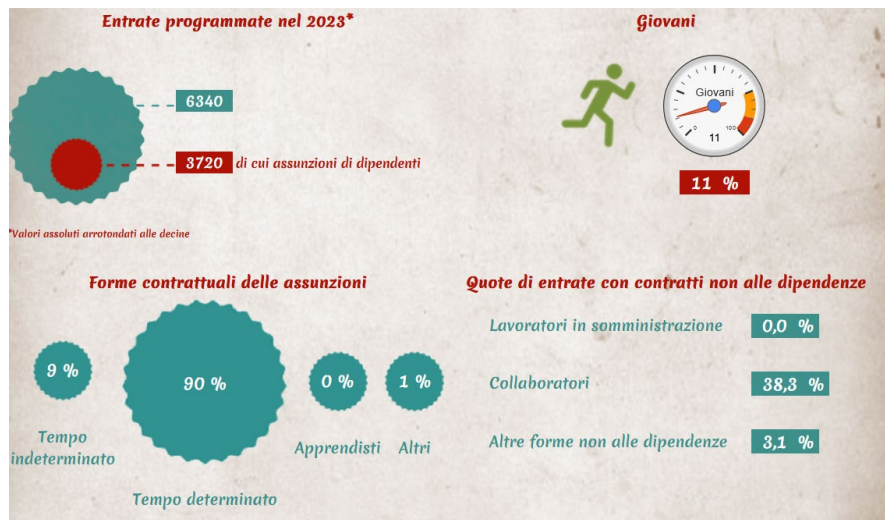 Entrate programmate nel 2023*
6340
3720 di cui assunzioni di dipendenti
*Valori assoluti arrotondati alle decine
Giovani
Giovani
0
100
11
11 %
Forme contrattuali delle assunzioni
9 %
90 %
0 %
1 %
Tempo
indeterminato
Tempo determinato
Apprendisti
Altri
Quote di entrate con contratti non alle dipendenze
Lavoratori in somministrazione 0,0 %
Collaboratori 38,3 %
Altre forme non alle dipendenze 3,1 %